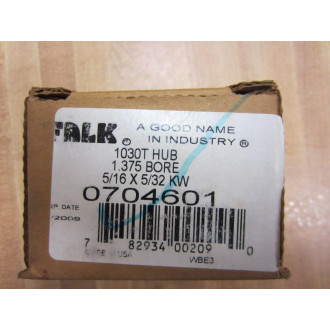 FALK® A GOOD NAME
IN INDUSTRY®
1030T HUB
1.375 BORE
5/16 X 5/32 KW
0704601
DATE
/2009
7 82934 00209 0
USA WBE3